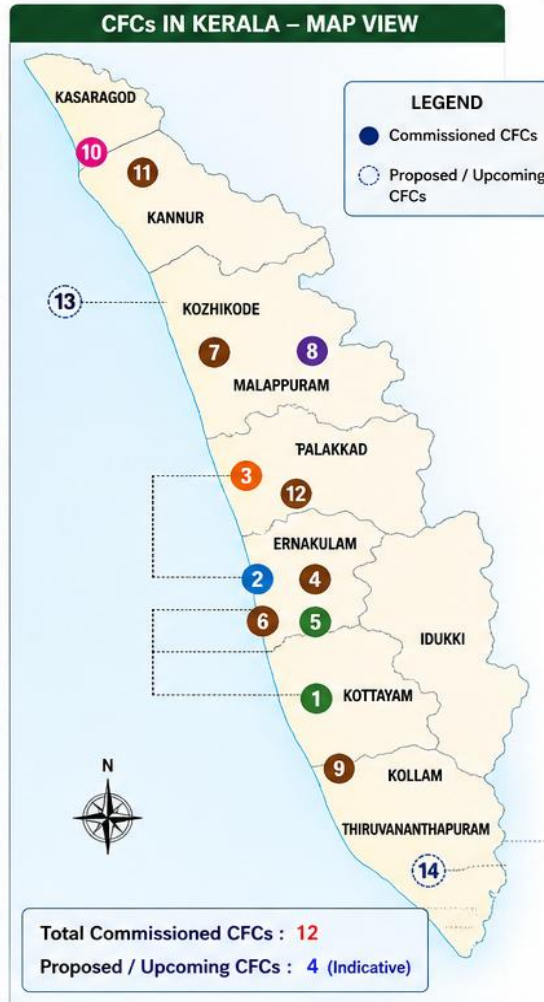 CFCs IN KERALA – MAP VIEW
KASARAGOD
LEGEND
Commissioned CFCs
Proposed / Upcoming
CFCs
10
11
KANNUR
13
KOZHIKODE
7
8
MALAPPURAM
PALAKKAD
3
12
ERNAKULAM
2
4
6
5
IDUKKI
1
KOTTAYAM
N
9
KOLLAM
THIRUVANANTHAPURAM
14
Total Commissioned CFCs : 12
Proposed / Upcoming CFCs : 4 (Indicative)